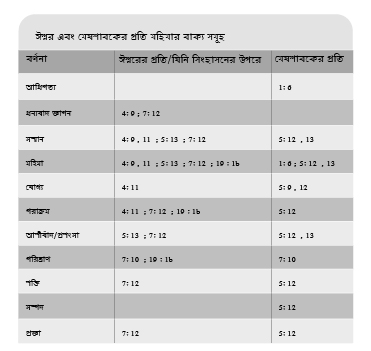 ঈশ্বর এবং মেষশাবকের প্রতি মহিমার বাক্য সমূহ
বর্ণনা ঈশ্বরের প্রতি/যিনি সিংহাসনের উপরে মেষশাবকের প্রতি
আধিপত্য 1: 6
ধন্যবাদ জ্ঞাপন 4: 9 ; 7: 12
সম্মান 4: 9 , 11 ; 5: 13 ; 7: 12 5: 12 , 13
মহিমা 4: 9 , 11 ; 5: 13 ; 7: 12 ; 19 : 1b 1: 6 ; 5: 12 , 13
যোগ্য 4: 11 5: 9 , 12
পরাক্রম 4: 11 ; 7: 12 ; 19 : 1b 5: 12
আশীর্বাদ/প্রশংসা 5: 13 ; 7: 12 5: 12 , 13
পরিত্রাণ 7: 10 ; 19 : 1b 7: 10
শক্তি 7: 12 5: 12
সম্পদ 5: 12
প্রজ্ঞা 7: 12 5: 12